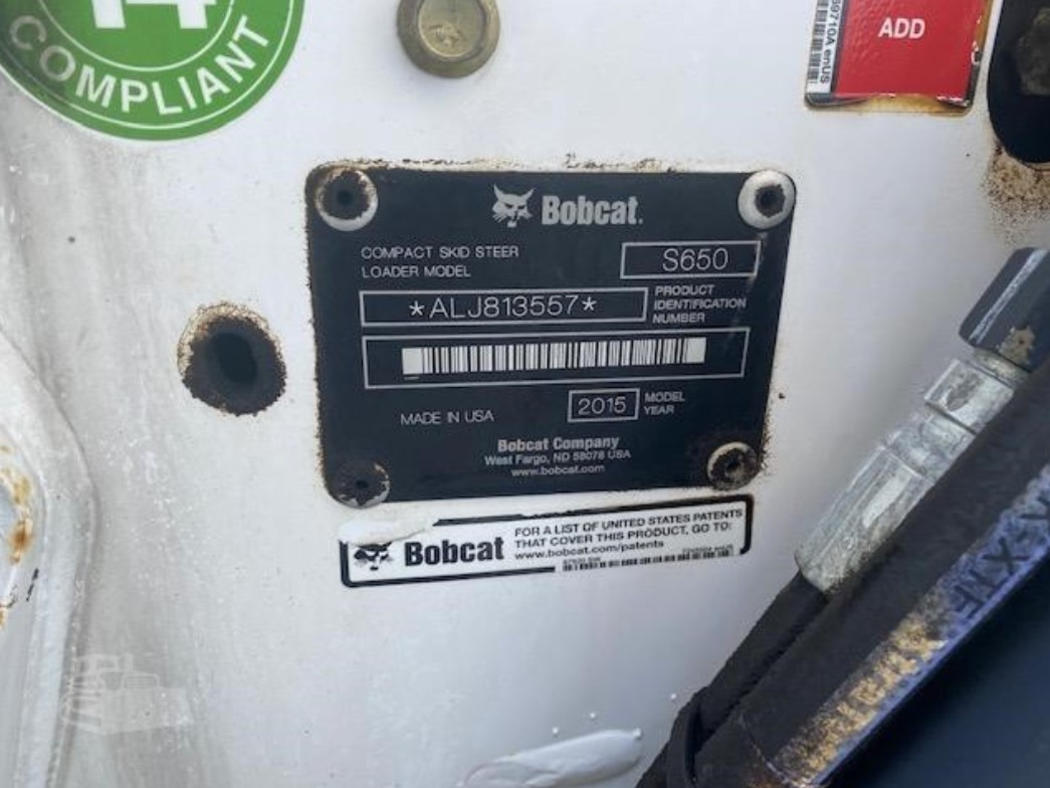 14
COMPLIANT
ADD
Bobcat.
COMPACT SKID STEER
LOADER MODEL
S650
*ALJ813557*
PRODUCT
IDENTIFICATION
NUMBER
MADE IN USA
2015
MODEL
YEAR
Bobcat Company
West Fargo, ND 58078 USA
www.bobcat.com
Bobcat
FOR A LIST OF UNITED STATES PATENTS
THAT COVER THIS PRODUCT, GO TO:
www.bobcat.com/patents